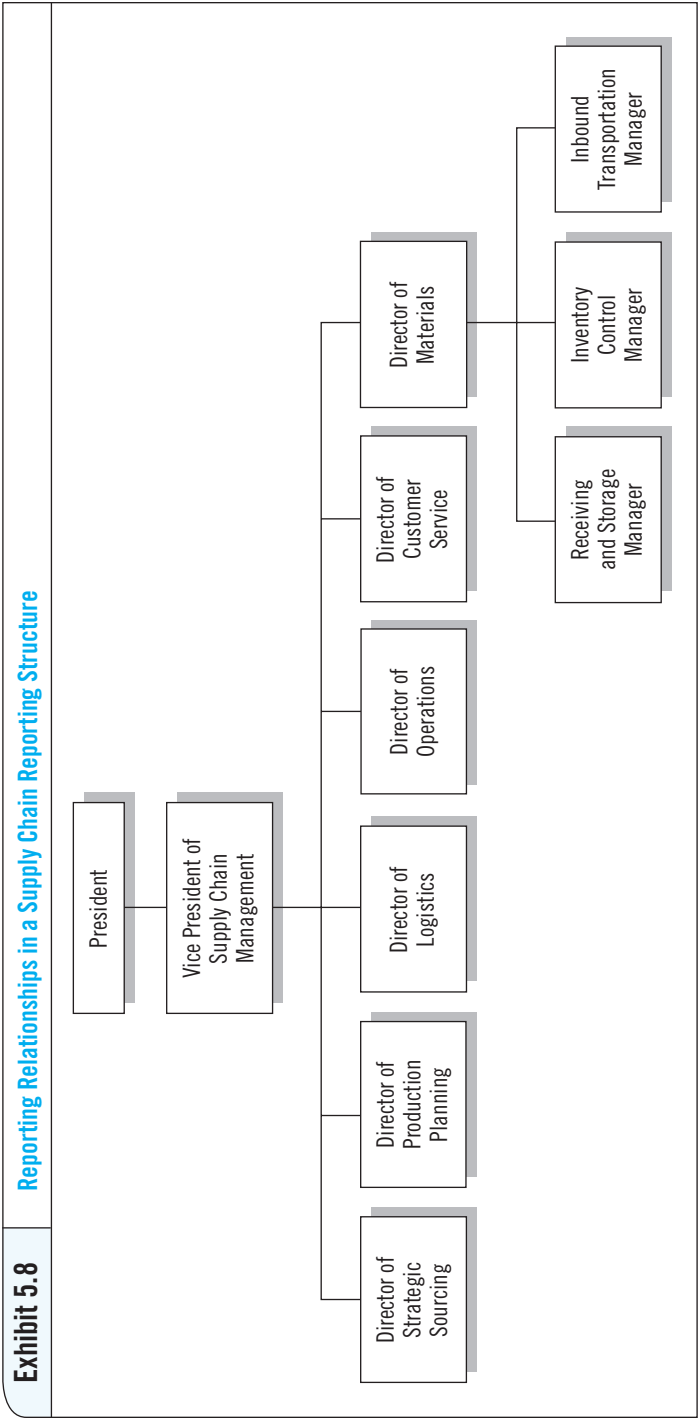 Exhibit 5.8
Reporting Relationships in a Supply Chain Reporting Structure
President
Vice President of
Supply Chain
Management
Director of
Strategic
Sourcing
Director of
Production
Planning
Director of
Logistics
Director of
Operations
Director of
Customer
Service
Director of
Materials
Receiving
and Storage
Manager
Inventory
Control
Manager
Inbound
Transportation
Manager